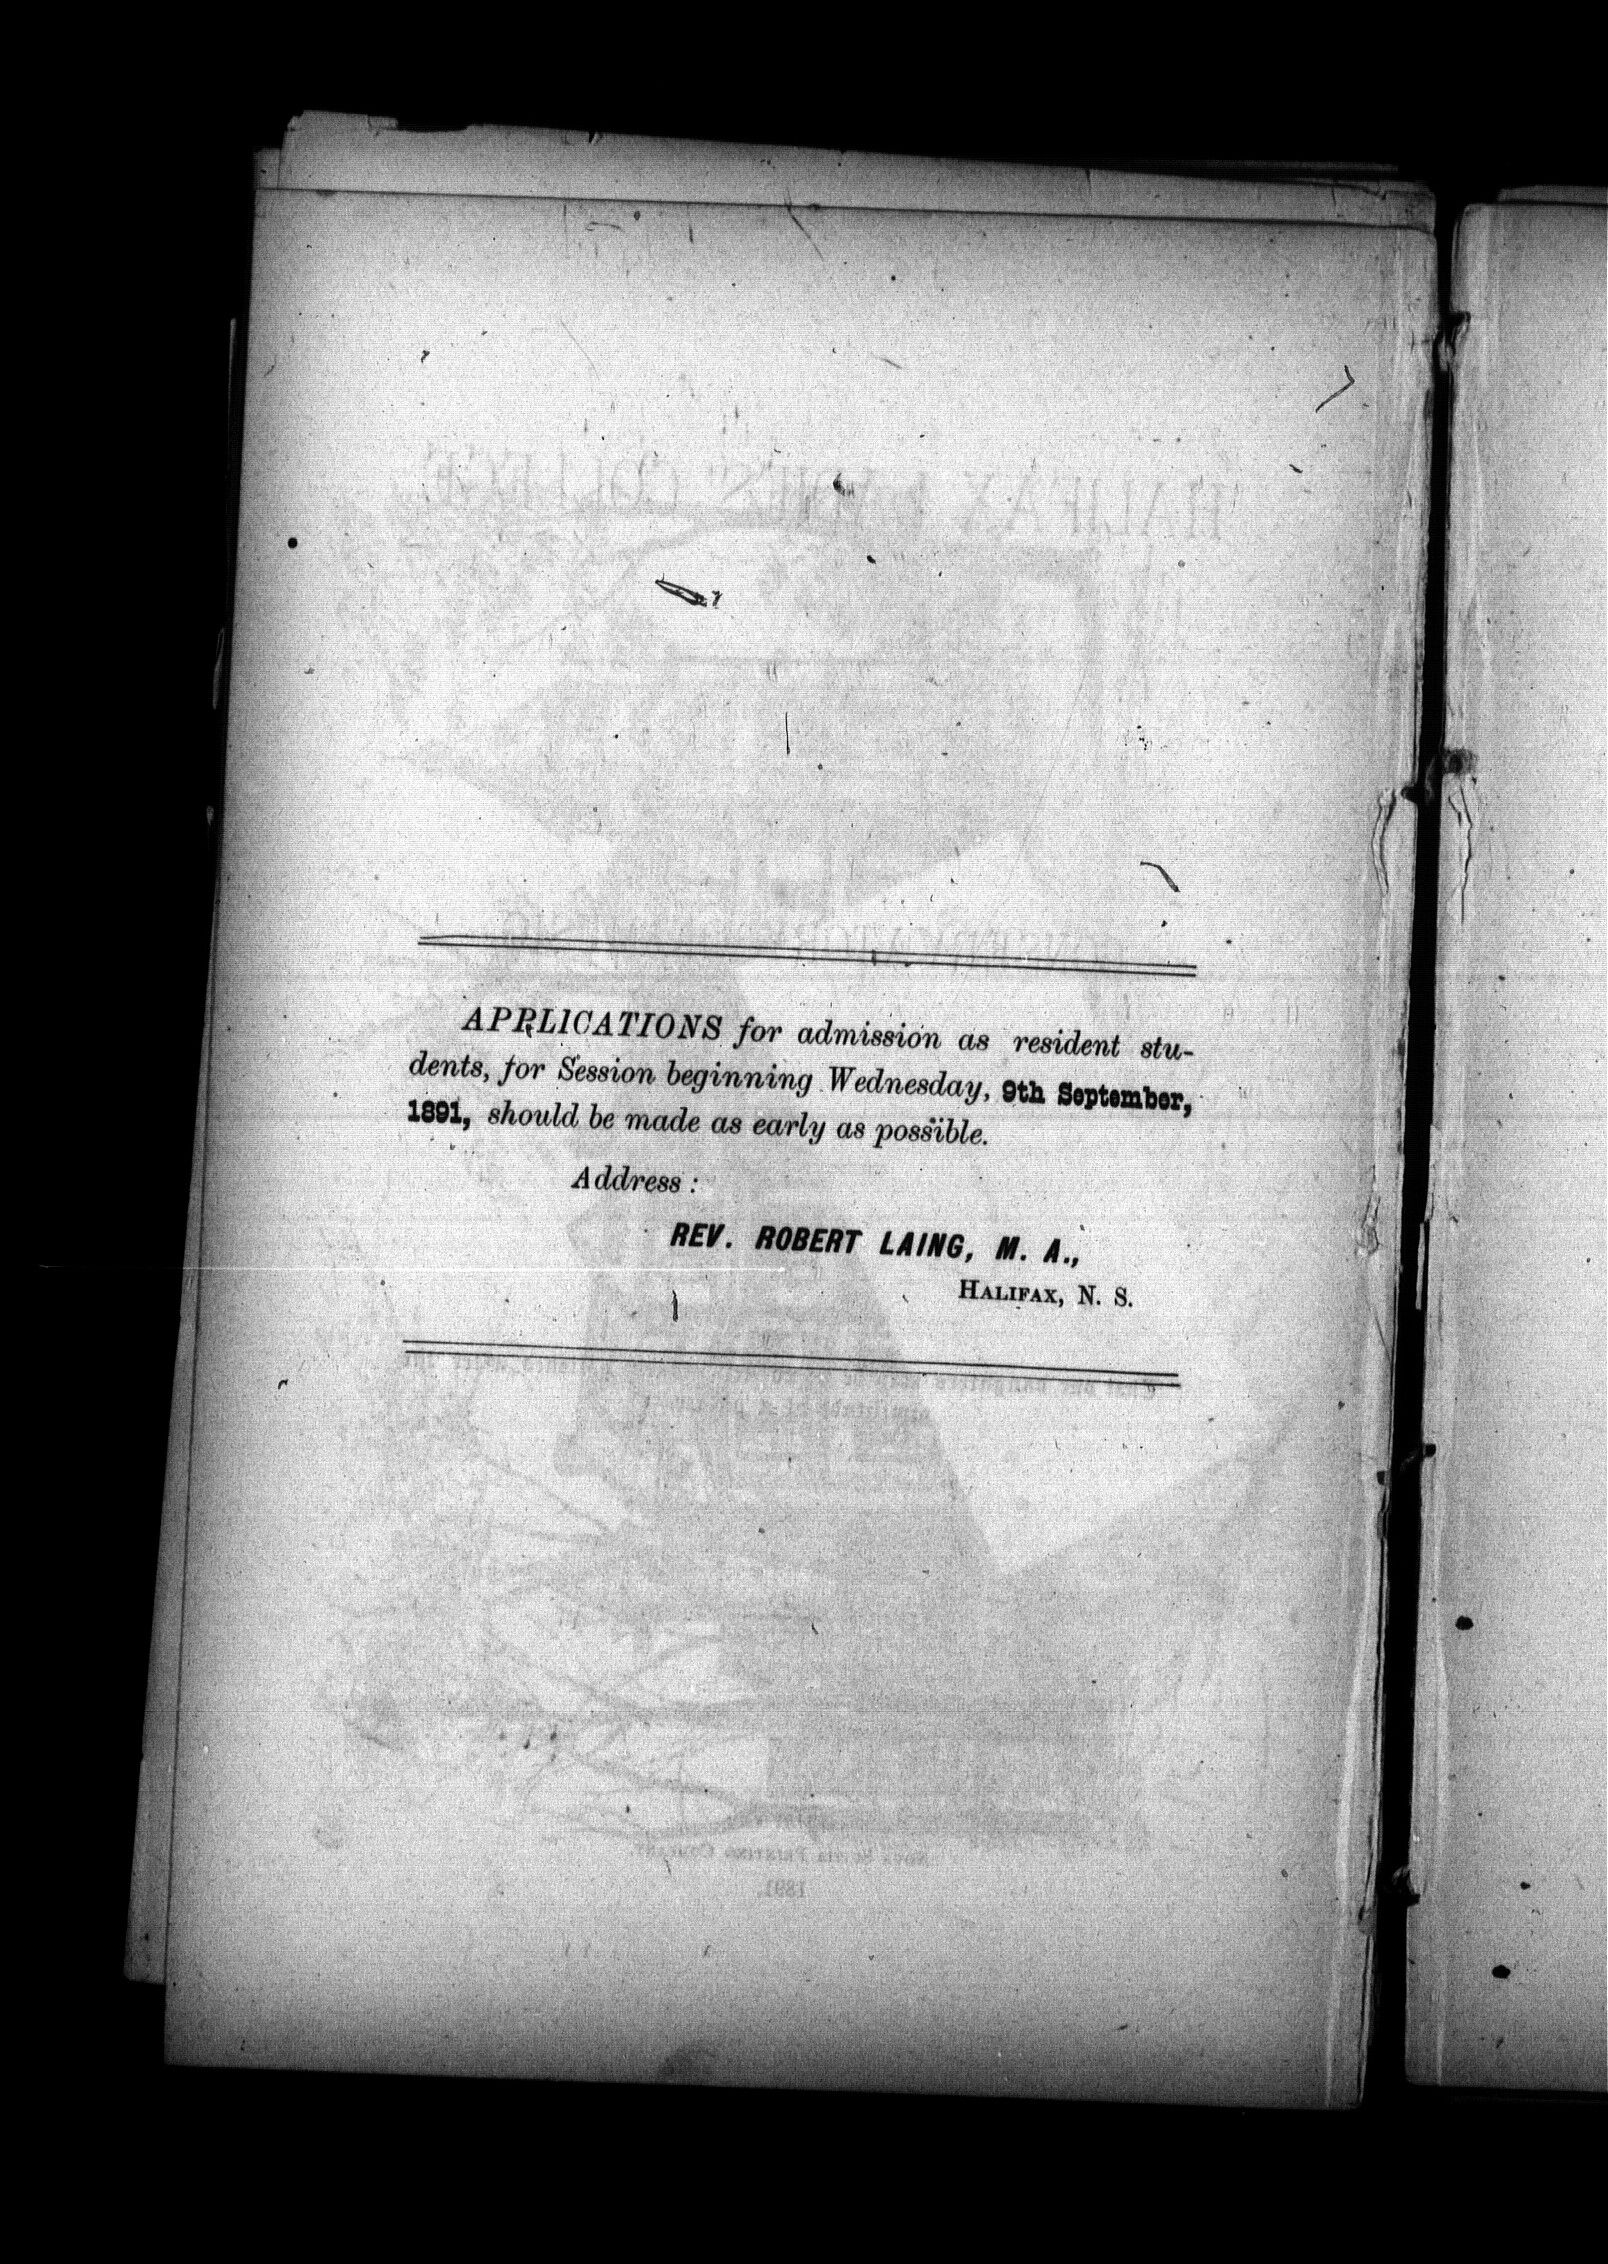 APPLICATIONS for admission as resident stu-
dents, for Session beginning Wednesday, 9th September,
1891, should be made as early as possible.
Address:
REV. ROBERT LAING, M. A.,
HALIFAX, N. S.